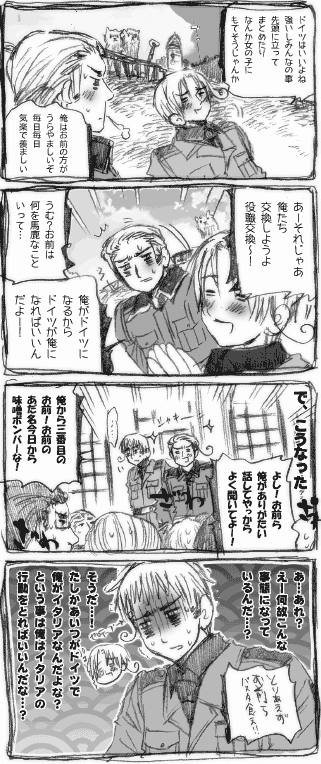 ドイツはいいよね
強いしみんなの事
先頭に立って
まとめたり
なんか女の子に
もてそうじゃんか
俺はお前の方が
うらやましいぞ
毎日毎日
気楽で羨ましい
あーそれじゃあ
俺たち
交換しようよ
役職交換〜！
うむ？お前は
何を馬鹿なこと
いって…
俺がドイツに
なるから
ドイツが俺に
なればいいん
だよー！
で、こうなった
よし！お前ら
俺がありがたい
話してやっから
よく聞いてよー！
俺から三番目の
お前！お前の
あだ名今日から
味噌ボンバーな！
あ…あれ？
え…何故こんな
事態になって
いるんだ…？
とりあえず
お前たち
パスタ食え!!
そうだ……
たしかあいつがドイツで
俺がイタリアなんだよな？
という事は俺はイタリアの
行動をとればいいんだな…？